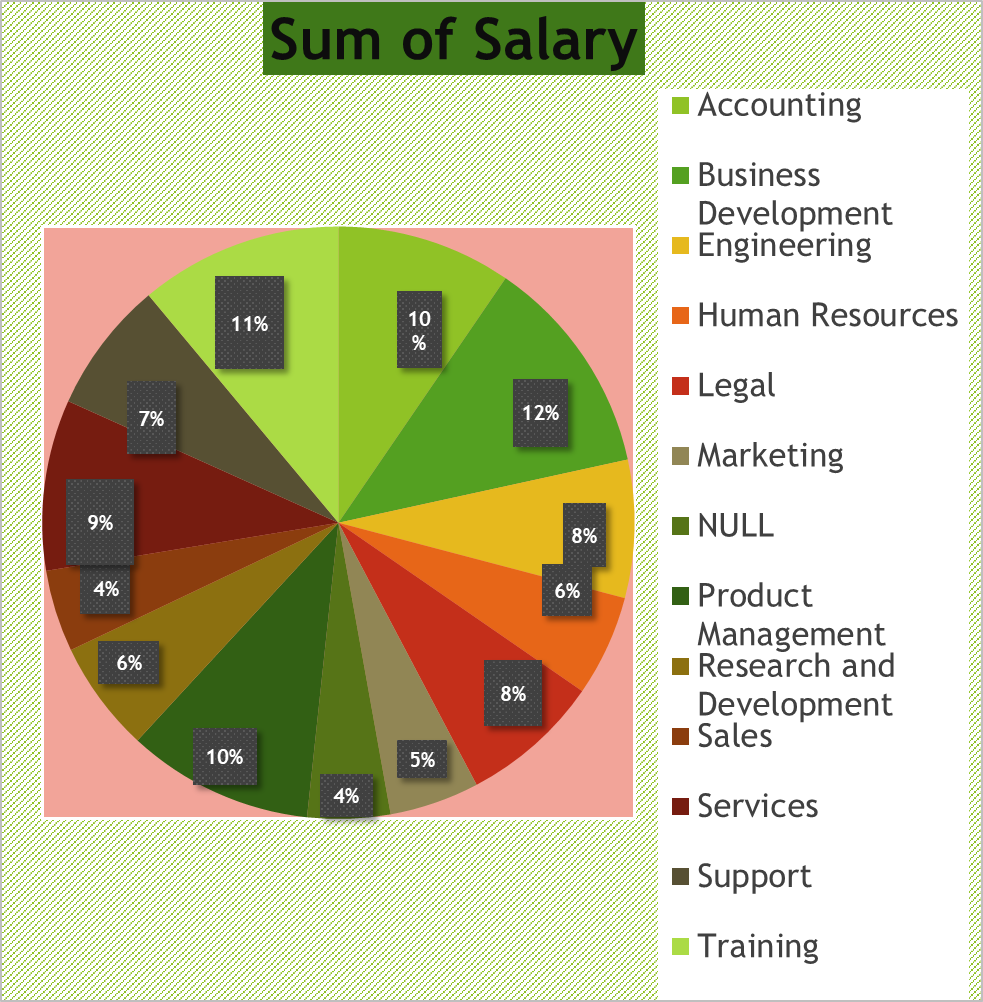 Sum of Salary
Accounting
Business
Development
Engineering
Human Resources
Legal
Marketing
NULL
Product
Management
Research and
Development
Sales
Services
Support
Training
10
%
12%
8%
6%
8%
5%
4%
10%
6%
4%
9%
7%
11%